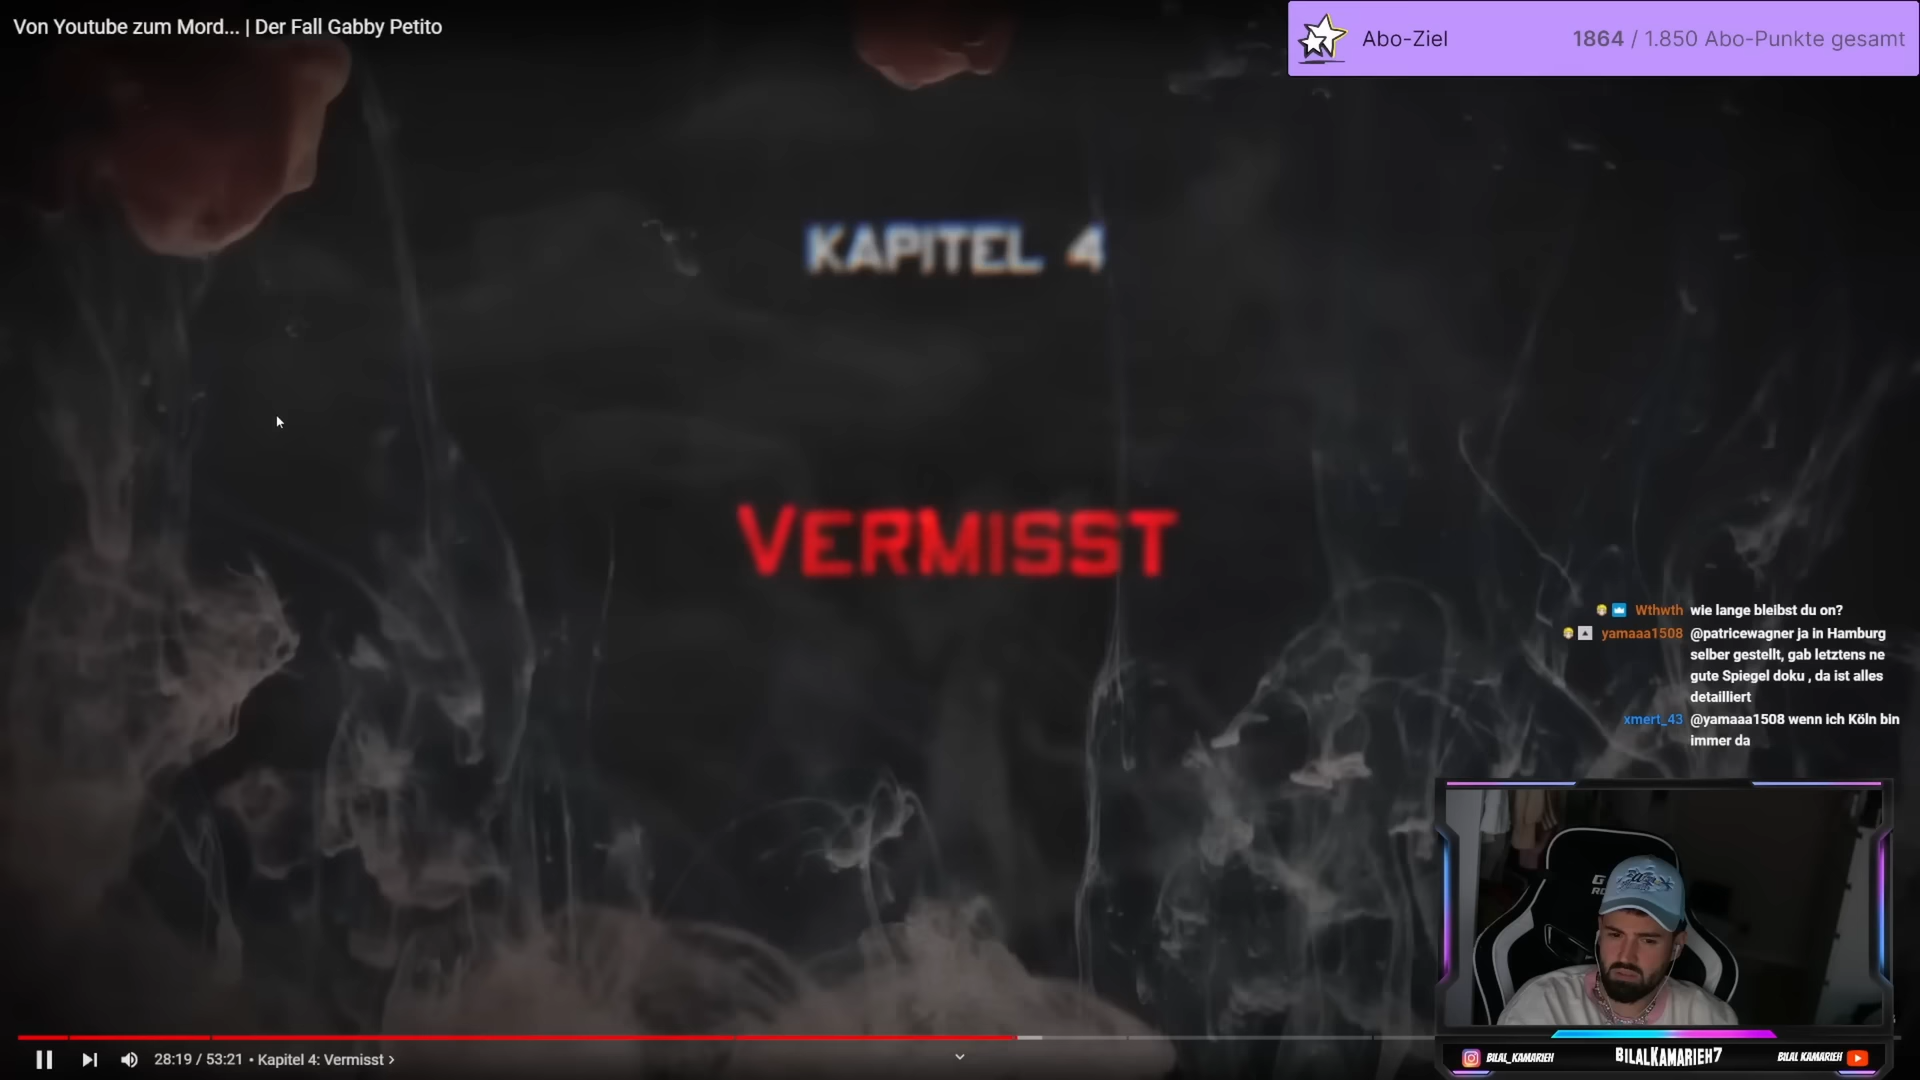 Von Youtube zum Mord... | Der Fall Gabby Petito
Abo-Ziel
1864 / 1.850 Abo-Punkte gesamt
KAPITEL 4
VERMISST
Wthwth wie lange bleibst du on?
yamaaa1508 @patricewagner ja in Hamburg
selber gestellt, gab letztens ne
gute Spiegel doku , da ist alles
detailliert
xmert_43 @yamaaa1508 wenn ich Köln bin
immer da
28:19 / 53:21 • Kapitel 4: Vermisst ›
BILAL_KAMARIEH
BILALKAMARIEH7
BILAL KAMARIEH